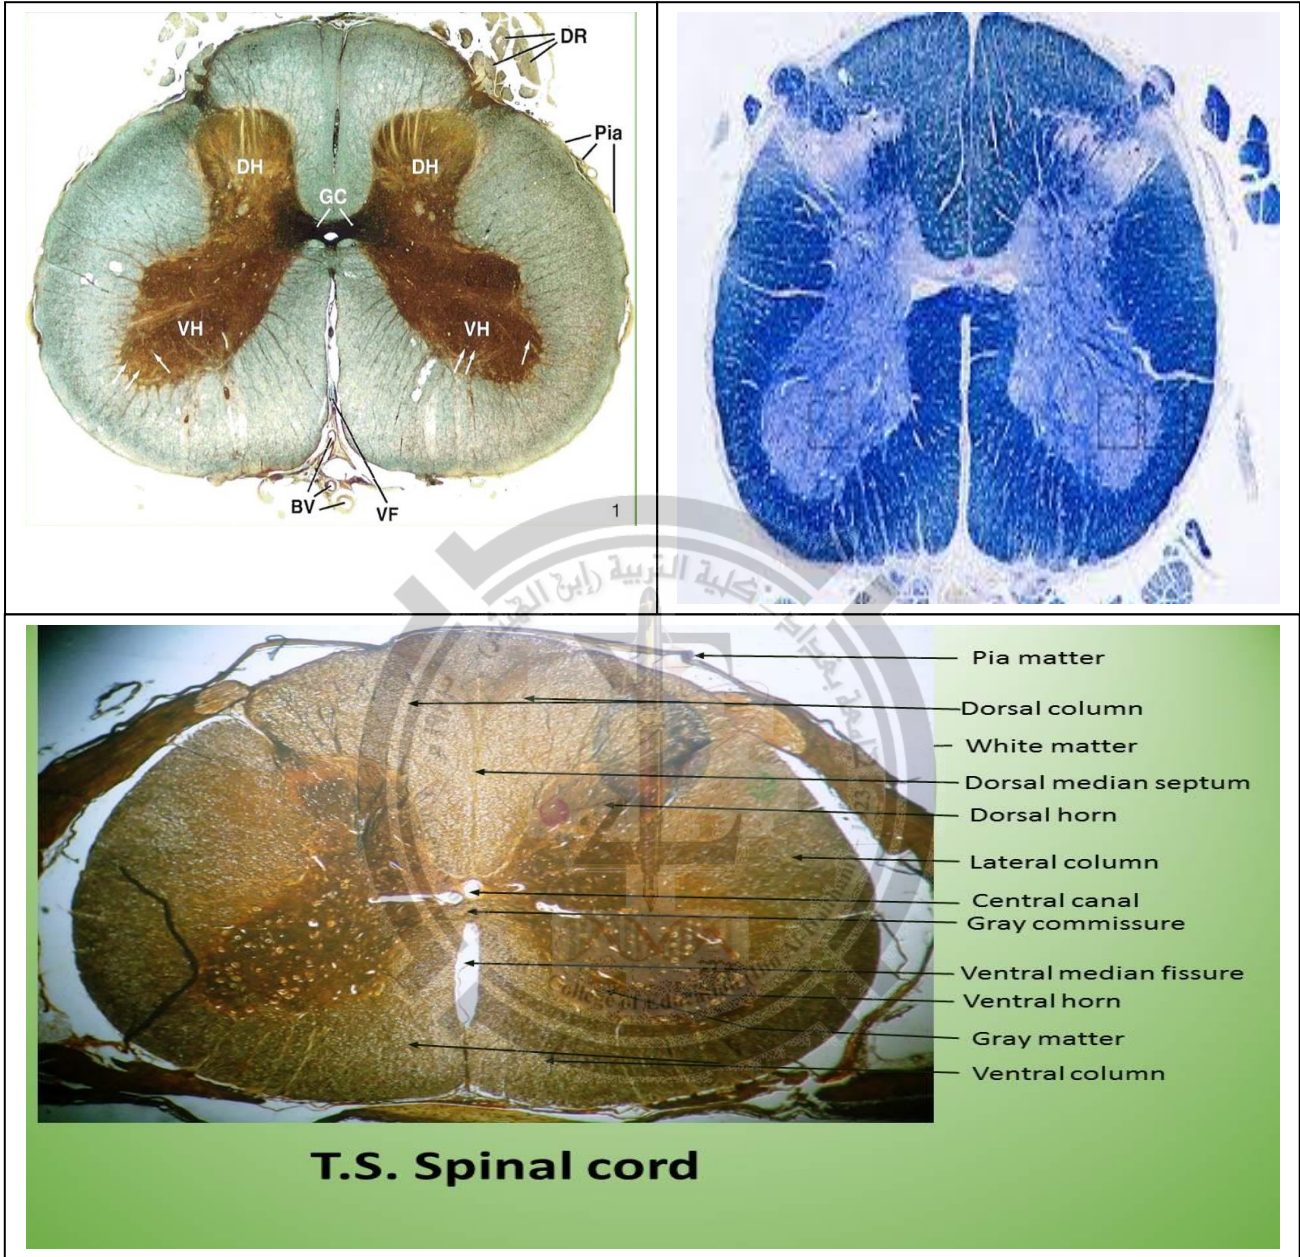 DR
Pia
DH
DH
GC
VH
VH
BV
VF
1
كلية التربية (إبن الهيثم)
Pia matter
Dorsal column
White matter
Dorsal median septum
Dorsal horn
Lateral column
Central canal
Gray commissure
Ventral median fissure
Ventral horn
Gray matter
Ventral column
T.S. Spinal cord